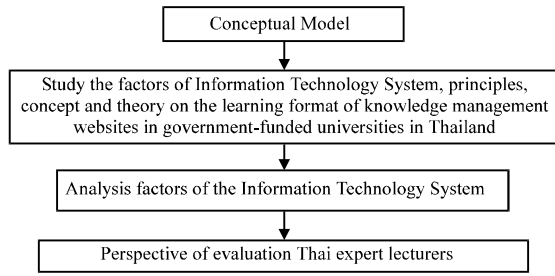 Conceptual Model
Study the factors of Information Technology System, principles,
concept and theory on the learning format of knowledge management
websites in government-funded universities in Thailand
Analysis factors of the Information Technology System
Perspective of evaluation Thai expert lecturers